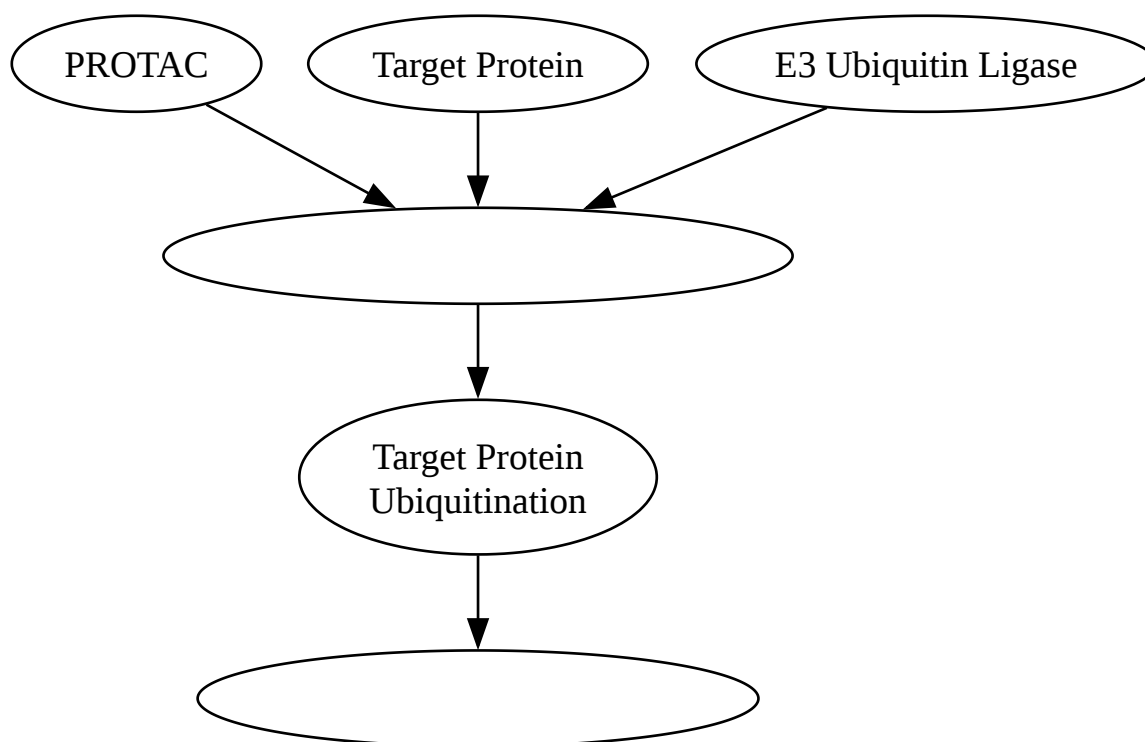 PROTAC
Target Protein
E3 Ubiquitin Ligase
Target Protein
Ubiquitination